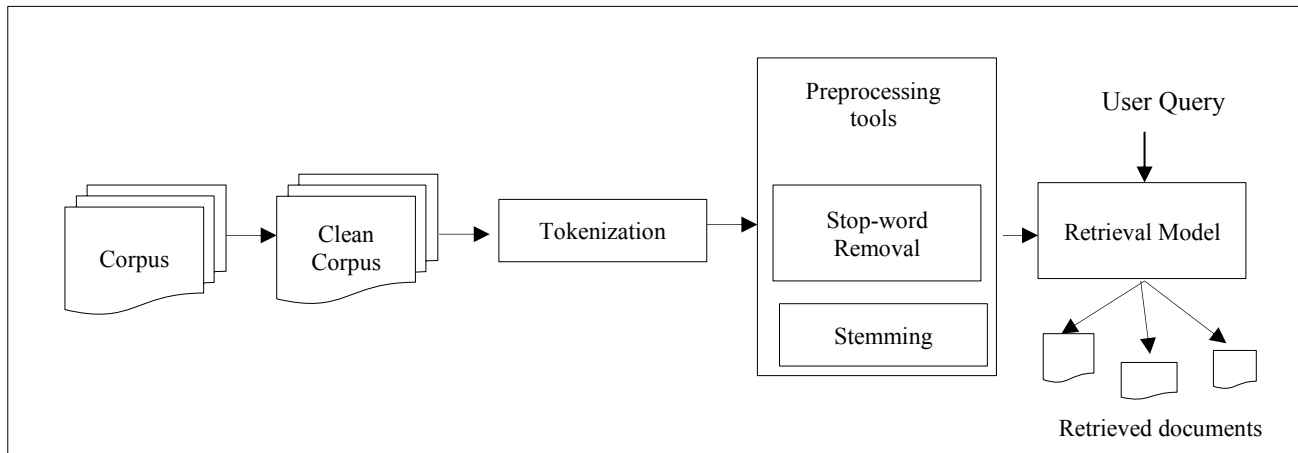 Corpus
Clean
Corpus
Tokenization
Preprocessing
tools
Stop-word
Removal
Stemming
User Query
Retrieval Model
Retrieved documents